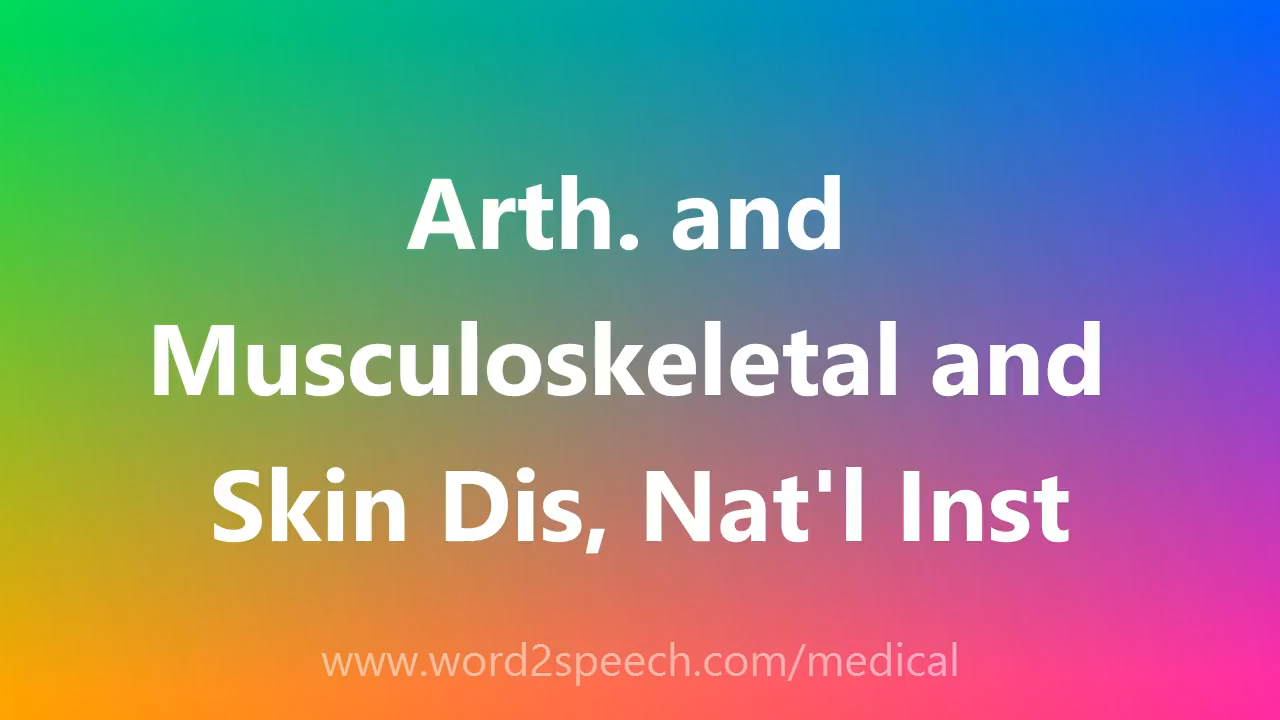 Arth. and
Musculoskeletal and
Skin Dis, Nat'l Inst
www.word2speech.com/medical